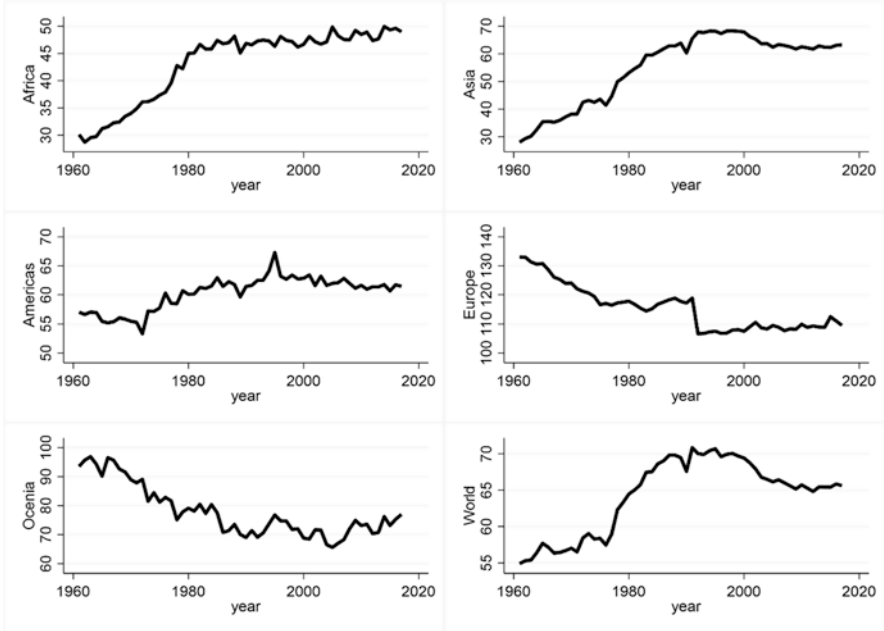 Africa
30 35 40 45 50
1960 1980 2000 2020
year
Asia
30 40 50 60 70
1960 1980 2000 2020
year
Americas
50 55 60 65 70
1960 1980 2000 2020
year
Europe
100 110 120 130 140
1960 1980 2000 2020
year
Ocenia
60 70 80 90 100
1960 1980 2000 2020
year
World
55 60 65 70
1960 1980 2000 2020
year